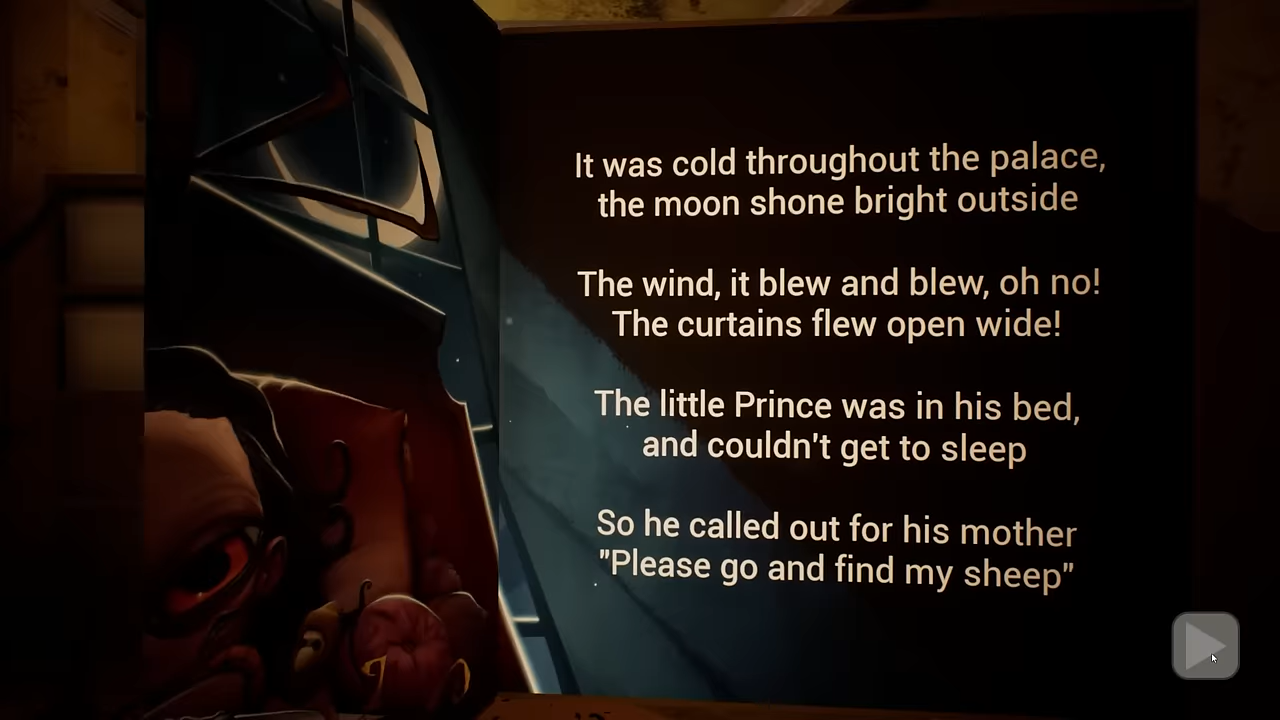 It was cold throughout the palace,
the moon shone bright outside
The wind, it blew and blew, oh no!
The curtains flew open wide!
The little Prince was in his bed,
and couldn't get to sleep
So he called out for his mother
"Please go and find my sheep"